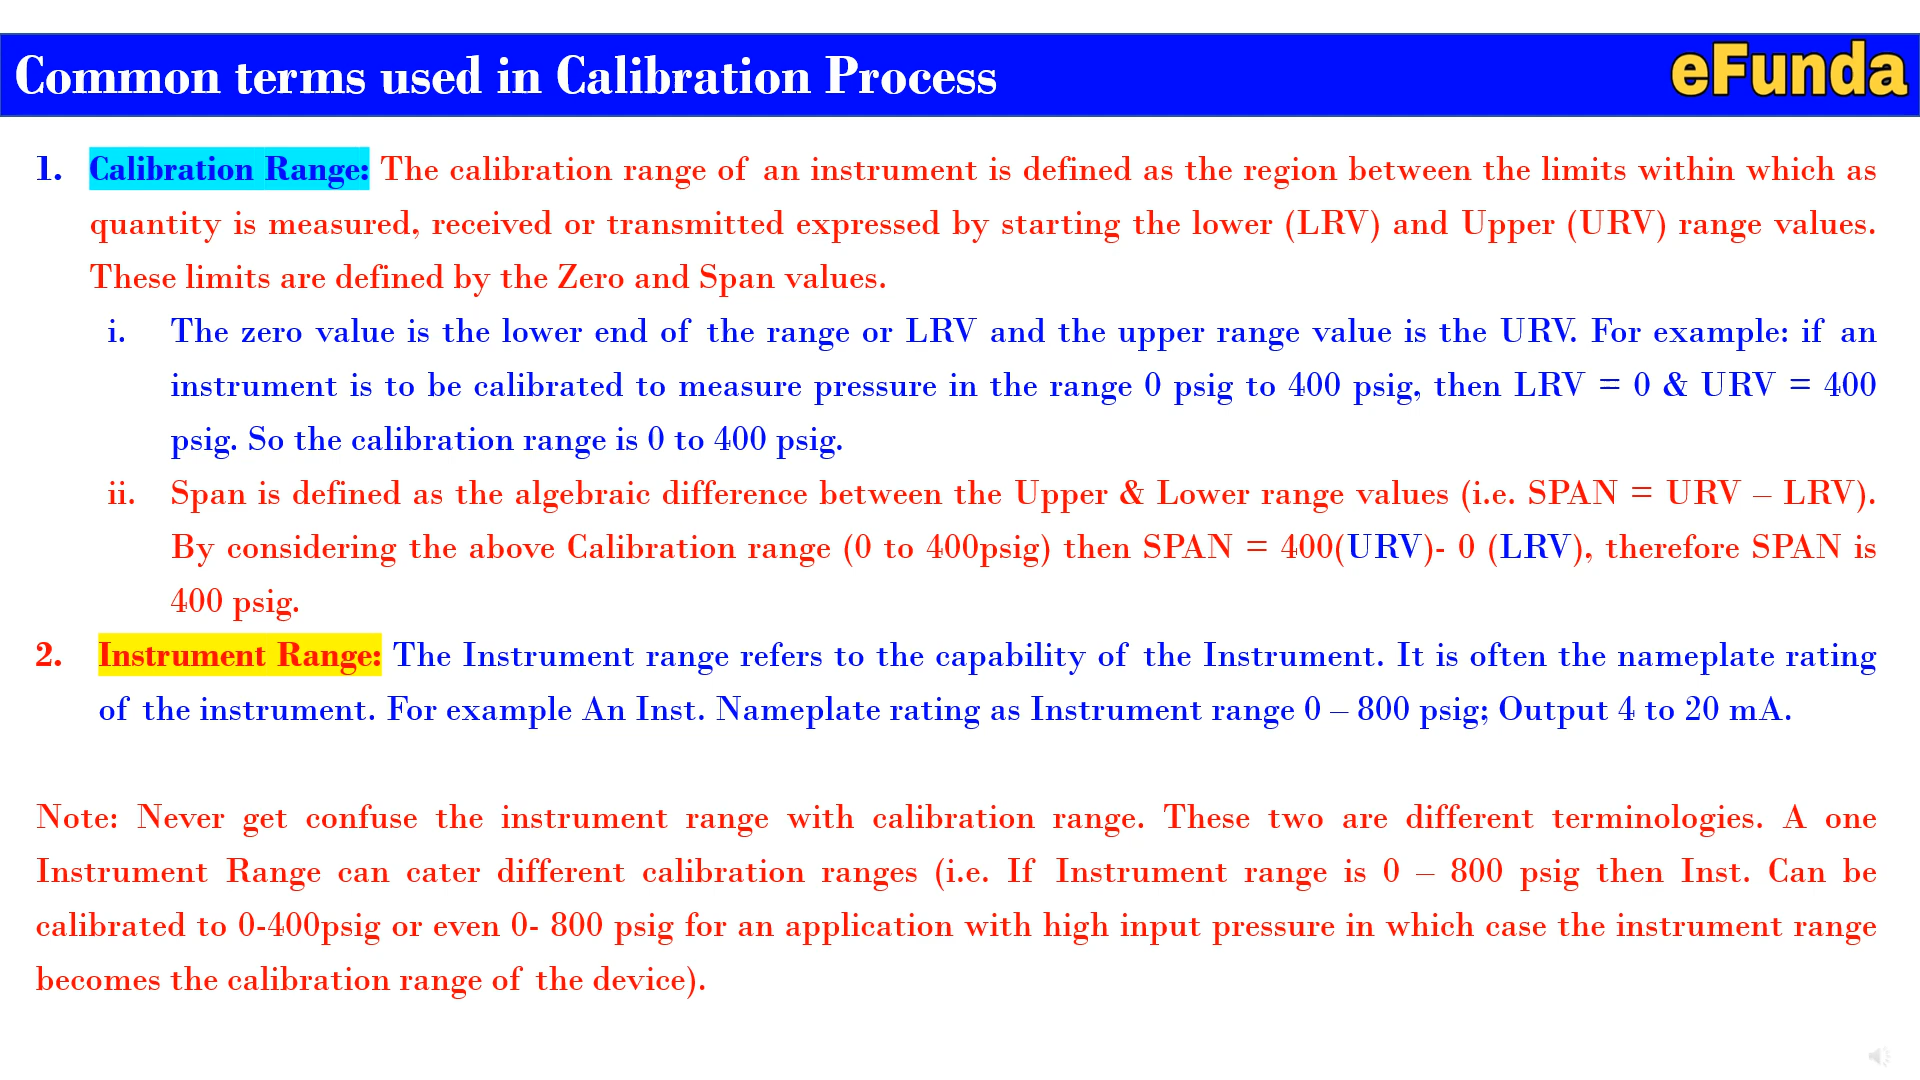 Common terms used in Calibration Process
eFunda
1. Calibration Range: The calibration range of an instrument is defined as the region between the limits within which as
quantity is measured, received or transmitted expressed by starting the lower (LRV) and Upper (URV) range values.
These limits are defined by the Zero and Span values.
i. The zero value is the lower end of the range or LRV and the upper range value is the URV. For example: if an
instrument is to be calibrated to measure pressure in the range 0 psig to 400 psig, then LRV = 0 & URV = 400
psig. So the calibration range is 0 to 400 psig.
ii. Span is defined as the algebraic difference between the Upper & Lower range values (i.e. SPAN = URV – LRV).
By considering the above Calibration range (0 to 400psig) then SPAN = 400(URV)- 0 (LRV), therefore SPAN is
400 psig.
2. Instrument Range: The Instrument range refers to the capability of the Instrument. It is often the nameplate rating
of the instrument. For example An Inst. Nameplate rating as Instrument range 0 – 800 psig; Output 4 to 20 mA.
Note: Never get confuse the instrument range with calibration range. These two are different terminologies. A one
Instrument Range can cater different calibration ranges (i.e. If Instrument range is 0 – 800 psig then Inst. Can be
calibrated to 0-400psig or even 0- 800 psig for an application with high input pressure in which case the instrument range
becomes the calibration range of the device).